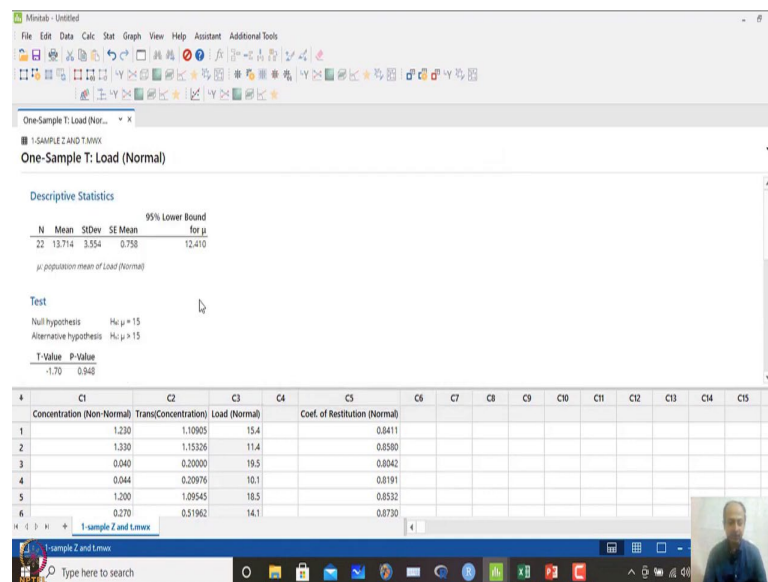 Minitab - Untitled
File Edit Data Calc Stat Graph View Help Assistant Additional Tools
One-Sample T: Load (Nor...
1-SAMPLE Z AND T.MWX
One-Sample T: Load (Normal)
Descriptive Statistics
95% Lower Bound
N Mean StDev SE Mean for μ
22 13.714 3.554 0.758 12.410
μ: population mean of Load (Normal)
Test
Null hypothesis H₀: μ = 15
Alternative hypothesis H₁: μ > 15
T-Value P-Value
-1.70 0.948
C1 C2 C3 C4 C5 C6 C7 C8 C9 C10 C11 C12 C13 C14 C15
Concentration (Non-Normal) Trans(Concentration) Load (Normal) Coef. of Restitution (Normal)
1 1.230 1.10905 15.4 0.8411
2 1.330 1.15326 11.4 0.8580
3 0.040 0.20000 19.5 0.8042
4 0.044 0.20976 10.1 0.8191
5 1.200 1.09545 18.5 0.8532
6 0.270 0.51962 14.1 0.8730
1-sample Z and t.mwx
1-sample Z and t.mwx
Type here to search
NPTEL